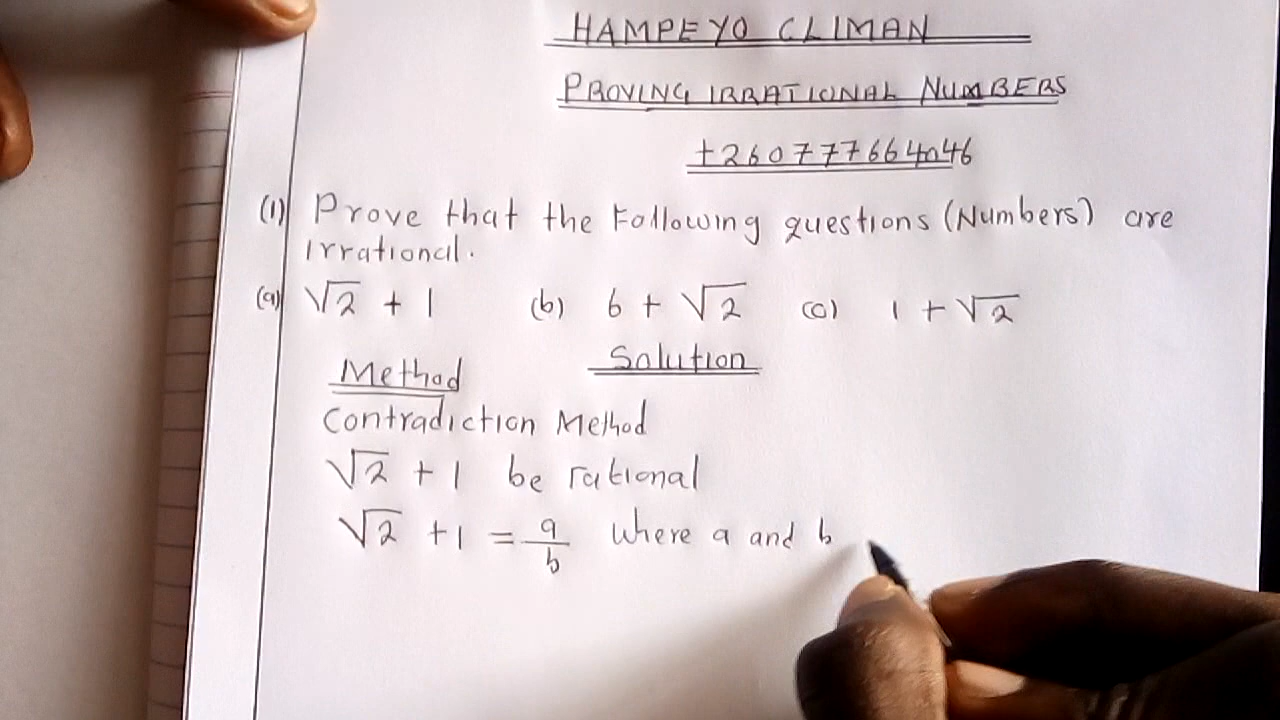 HAMPEYO CLIMAN
PROVING IRRATIONAL NUMBERS
+260777664046
(1) Prove that the Following questions (Numbers) are
irrational.
(a) √2 + 1 (b) 6 + √2 (c) 1 + √2
Solution
Method
Contradiction Method
√2 + 1 be rational
√2 + 1 = a/b where a and b